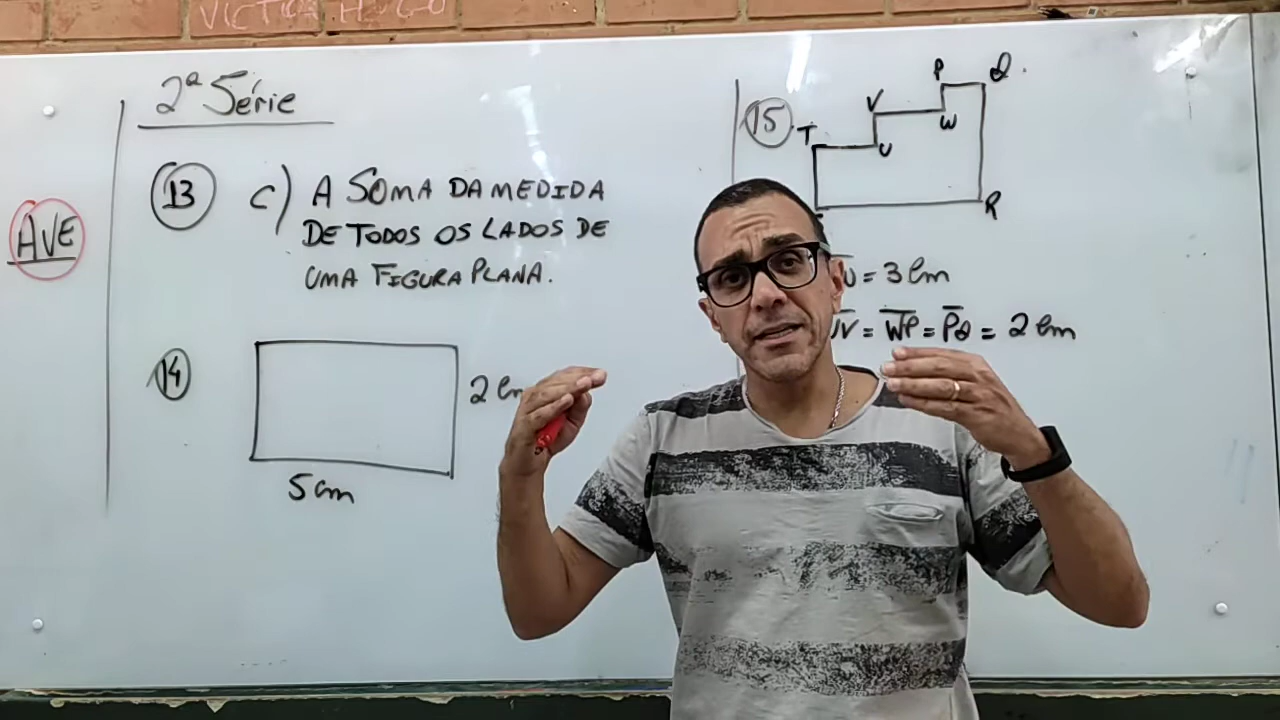 VICTOR HUGO
2ª Série
AVE
13 C) A SOMA DA MEDIDA
DE TODOS OS LADOS DE
UMA FIGURA PLANA.
14
2 cm
5 cm
15
P Q
V
W
T
U
R
= 3 cm
= WP = PQ = 2 cm